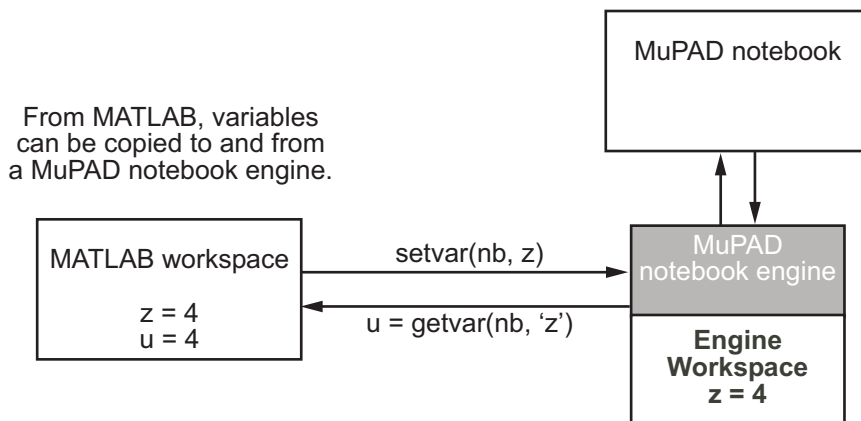 MuPAD notebook
From MATLAB, variables
can be copied to and from
a MuPAD notebook engine.
MATLAB workspace
z = 4
u = 4
setvar(nb, z)
u = getvar(nb, ‘z’)
MuPAD
notebook engine
Engine
Workspace
z = 4